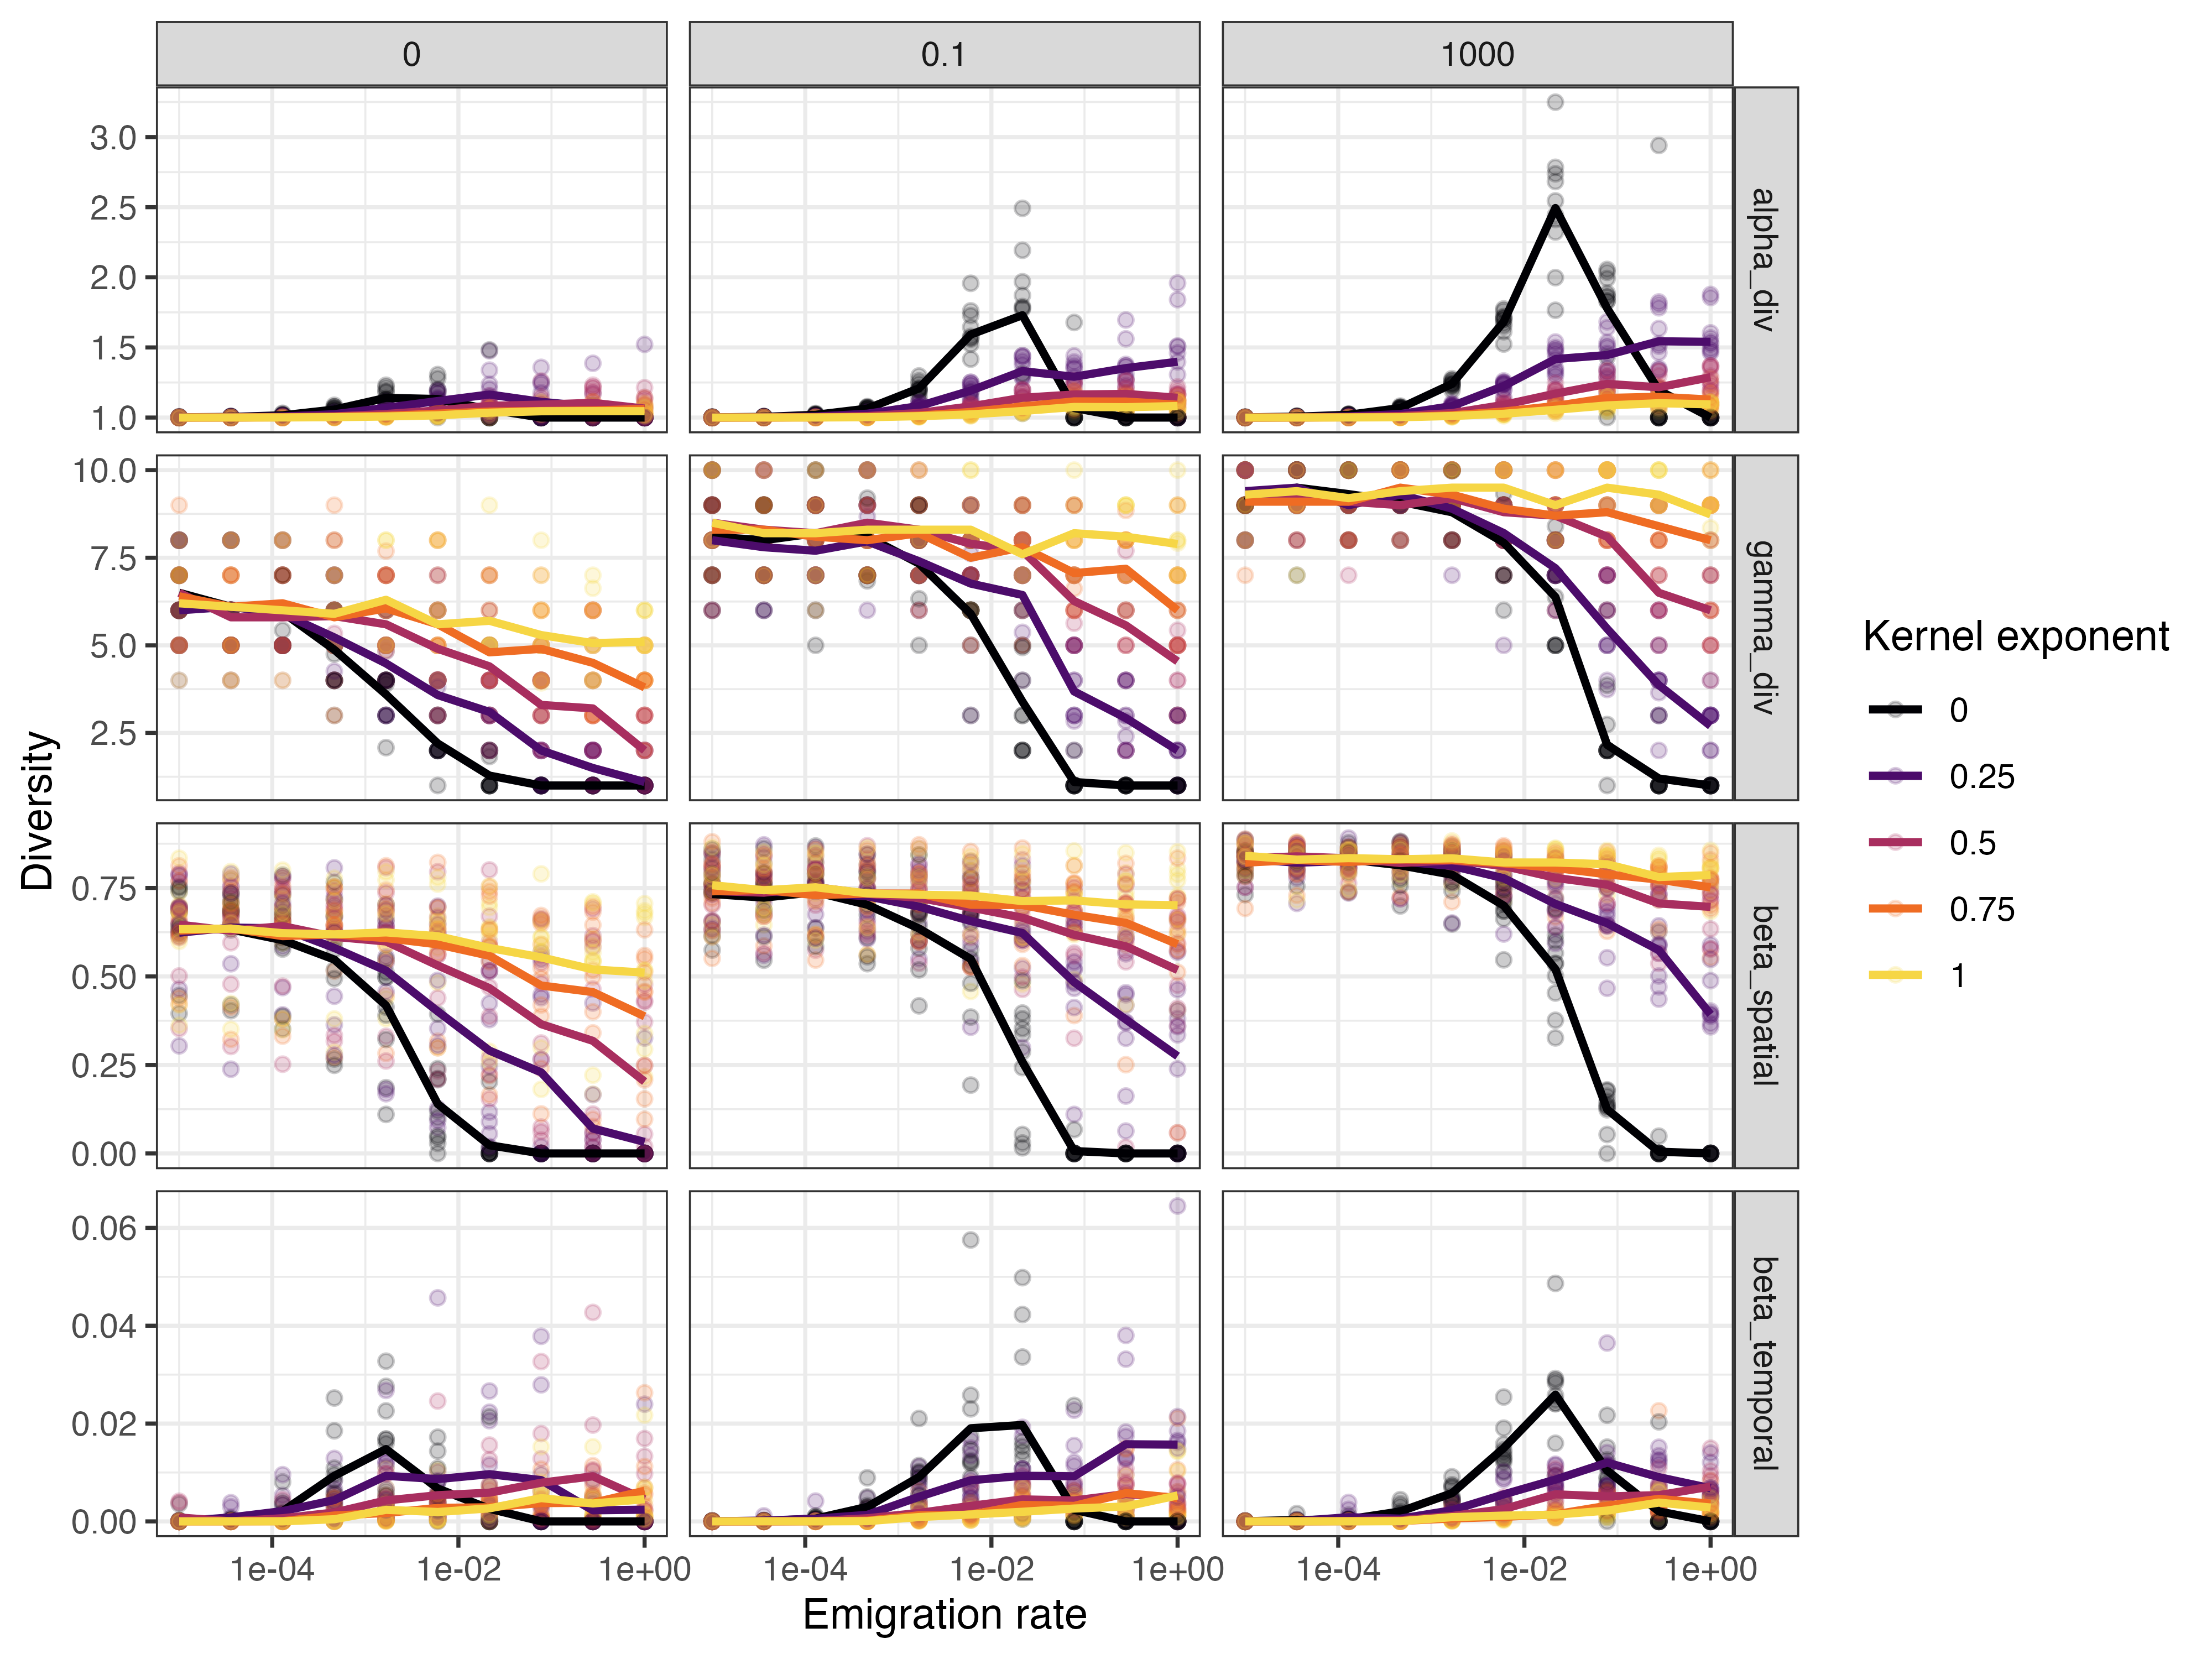 0 0.1 1000
3.0
2.5
2.0
1.5
1.0
alpha_div
10.0
7.5
5.0
2.5
gamma_div
0.75
0.50
0.25
0.00
beta_spatial
0.06
0.04
0.02
0.00
beta_temporal
1e-04 1e-02 1e+00 1e-04 1e-02 1e+00 1e-04 1e-02 1e+00
Emigration rate
Diversity
Kernel exponent
0
0.25
0.5
0.75
1